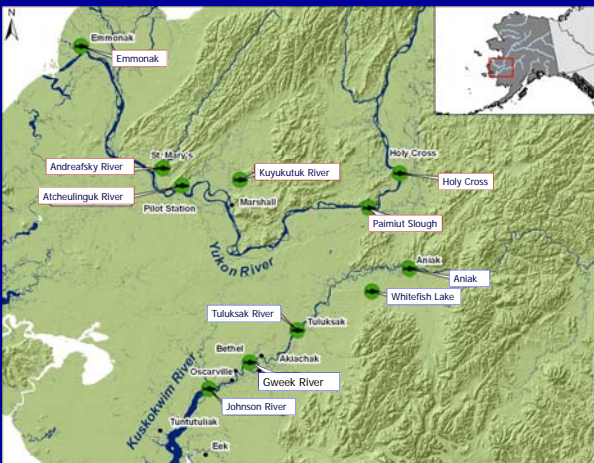 N
Emmonak
Emmonak
St. Mary's
Andreafsky River
Atcheulinguk River
Pilot Station
Kuyukutuk River
Marshall
Holy Cross
Holy Cross
Paimiut Slough
Yukon River
Aniak
Aniak
Whitefish Lake
Tuluksak River
Tuluksak
Bethel
Akiachak
Oscarville
Gweek River
Johnson River
Kuskokwim River
Tuntutuliak
Eek